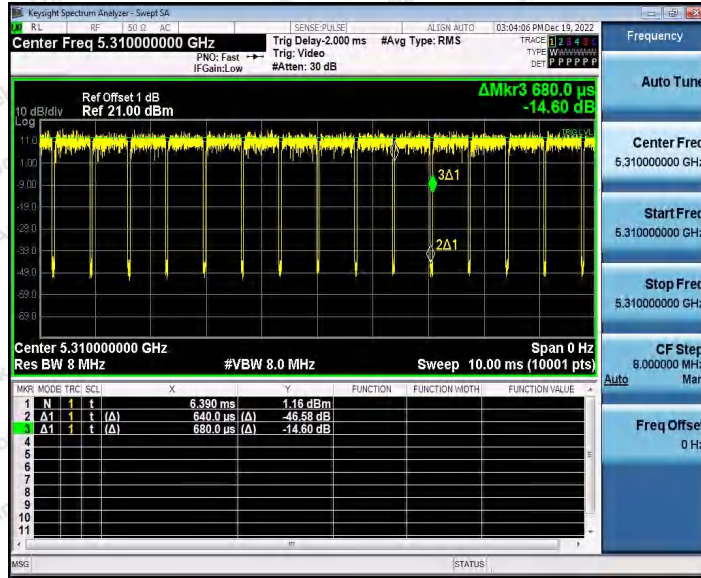 Keysight Spectrum Analyzer - Swept SA
RL RF 50 Ω AC SENSE:PULSE ALIGN AUTO 03:04:06 PM Dec 19, 2022
Center Freq 5.310000000 GHz
PNO: Fast
IFGain:Low
Trig Delay-2.000 ms
Trig: Video
#Atten: 30 dB
#Avg Type: RMS
TRACE 1 2 3 4 5 6
TYPE WWWWWW
DET P P P P P P
ΔMkr3 680.0 µs
-14.60 dB
10 dB/div
Log
Ref Offset 1 dB
Ref 21.00 dBm
11.0
1.00
-9.00
-19.0
-29.0
-39.0
-49.0
-59.0
-69.0
TRIG LVL
3Δ1
2Δ1
Center 5.310000000 GHz Span 0 Hz
Res BW 8 MHz #VBW 8.0 MHz Sweep 10.00 ms (10001 pts)
MKR MODE TRC SCL X Y FUNCTION FUNCTION WIDTH FUNCTION VALUE
1 N 1 t 6.390 ms 1.16 dBm
2 Δ1 1 t (Δ) 640.0 µs (Δ) -46.58 dB
3 Δ1 1 t (Δ) 680.0 µs (Δ) -14.60 dB
4
5
6
7
8
9
10
11
MSG STATUS
Frequency
Auto Tune
Center Freq
5.310000000 GHz
Start Freq
5.310000000 GHz
Stop Freq
5.310000000 GHz
CF Step
8.000000 MHz
Auto Man
Freq Offset
0 Hz